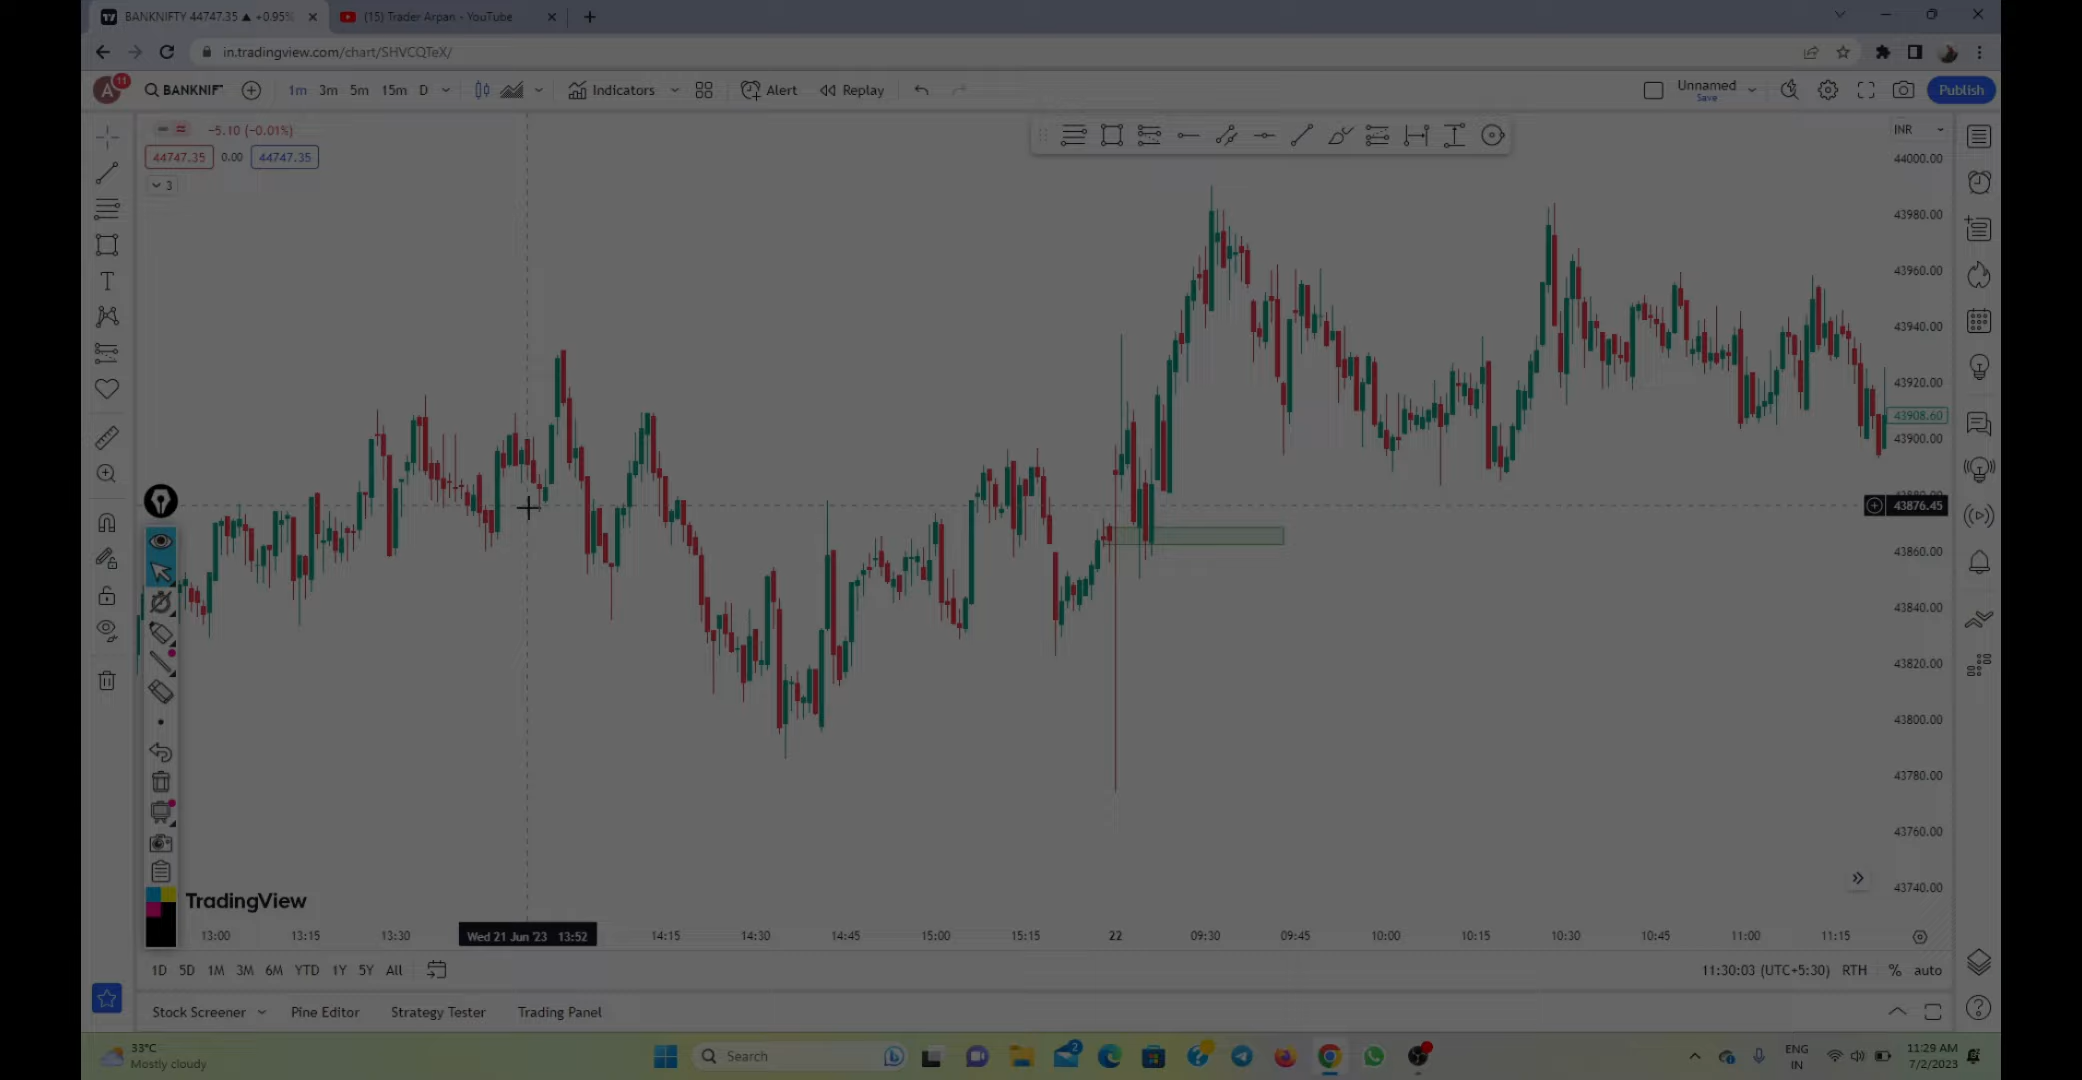 BANKNIFTY 44747.35 ▲ +0.95%
(15) Trader Arpan - YouTube
in.tradingview.com/chart/SHVCQTeX/
A 11
BANKNIF
1m 3m 5m 15m D
Indicators
Alert
Replay
Unnamed
Save
Publish
−5.10 (−0.01%)
INR
44747.35 0.00 44747.35
3
44000.00
43980.00
43960.00
43940.00
43920.00
43908.60
43900.00
43876.45
43860.00
43840.00
43820.00
43800.00
43780.00
43760.00
43740.00
TradingView
13:00 13:15 13:30 Wed 21 Jun '23 13:52 14:15 14:30 14:45 15:00 15:15 22 09:30 09:45 10:00 10:15 10:30 10:45 11:00 11:15
1D 5D 1M 3M 6M YTD 1Y 5Y All
11:30:03 (UTC+5:30) RTH % auto
Stock Screener Pine Editor Strategy Tester Trading Panel
33°C
Mostly cloudy
Search
2
ENG
IN
11:29 AM
7/2/2023